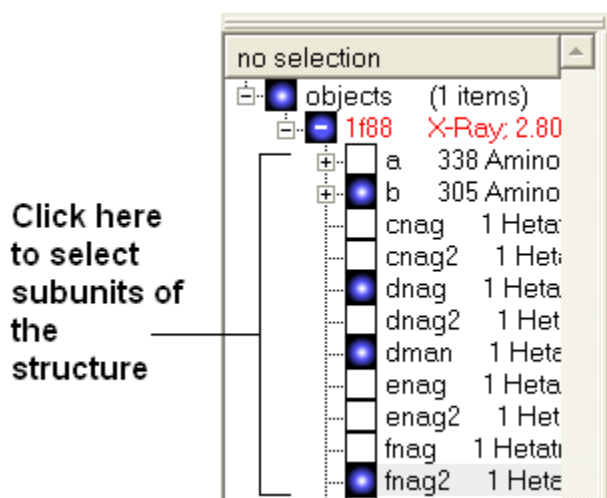 no selection
objects (1 items)
1f88 X-Ray; 2.80
a 338 Amino
b 305 Amino
cnag 1 Hetat
cnag2 1 Heta
dnag 1 Heta
dnag2 1 Het
dman 1 Heta
enag 1 Heta
enag2 1 Het
fnag 1 Hetat
fnag2 1 Heta
Click here
to select
subunits of
the
structure